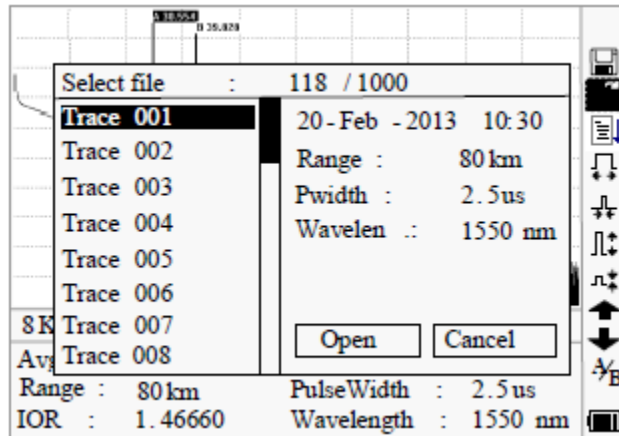 A 38.554
B 39.828
Select file : 118 / 1000
Trace 001
Trace 002
Trace 003
Trace 004
Trace 005
Trace 006
Trace 007
Trace 008
20-Feb -2013 10:30
Range : 80km
Pwidth : 2.5us
Wavelen .: 1550 nm
Open Cancel
8 K
Avg
Range : 80km PulseWidth : 2.5us
IOR : 1.46660 Wavelength : 1550 nm
A/B